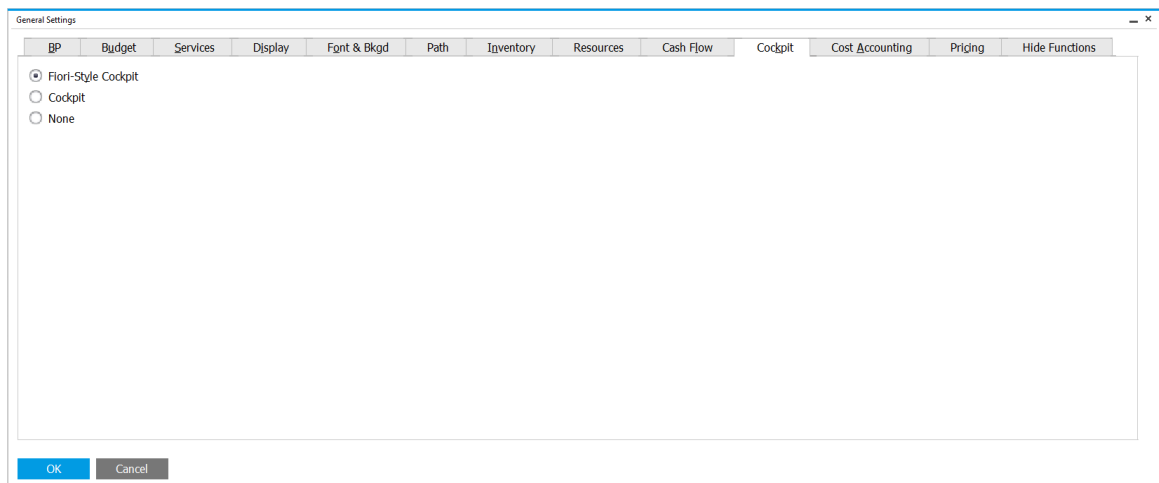 General Settings
BP Budget Services Display Font & Bkgd Path Inventory Resources Cash Flow Cockpit Cost Accounting Pricing Hide Functions
Fiori-Style Cockpit
Cockpit
None
OK Cancel